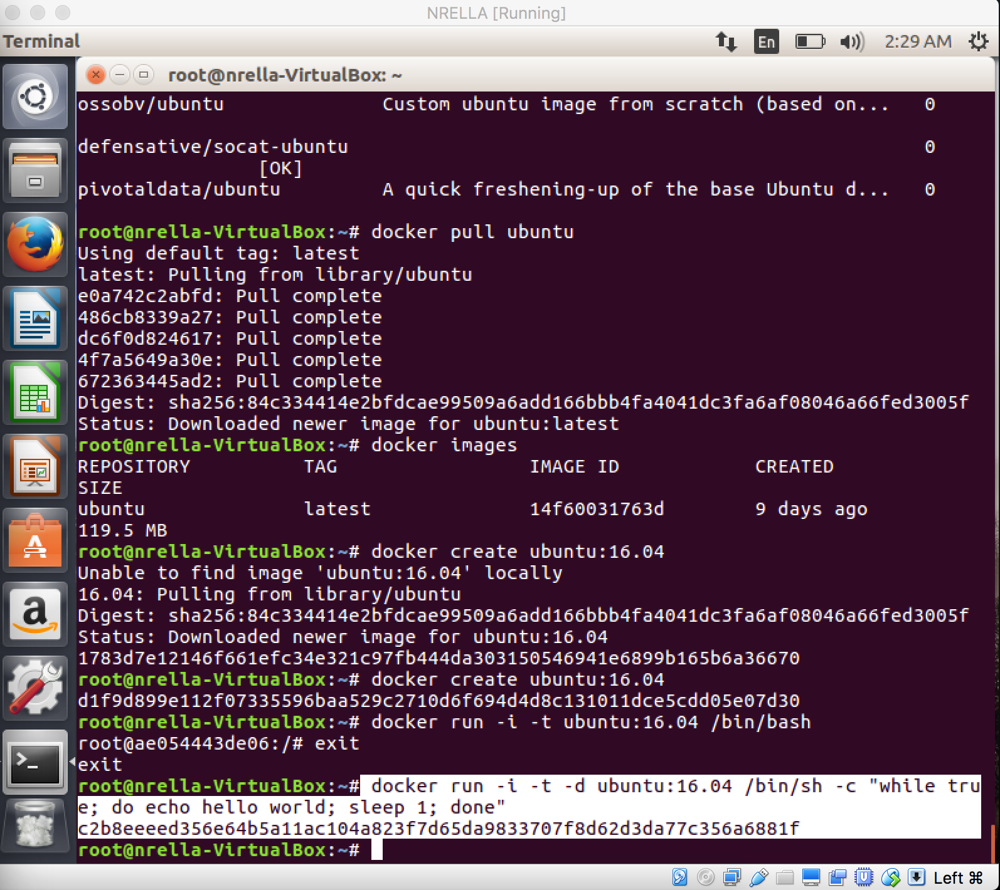 NRELLA [Running]
Terminal
En
2:29 AM
root@nrella-VirtualBox: ~
ossobv/ubuntu Custom ubuntu image from scratch (based on... 0
defensative/socat-ubuntu 0
[OK]
pivotaldata/ubuntu A quick freshening-up of the base Ubuntu d... 0
root@nrella-VirtualBox:~# docker pull ubuntu
Using default tag: latest
latest: Pulling from library/ubuntu
e0a742c2abfd: Pull complete
486cb8339a27: Pull complete
dc6f0d824617: Pull complete
4f7a5649a30e: Pull complete
672363445ad2: Pull complete
Digest: sha256:84c334414e2bfdcae99509a6add166bbb4fa4041dc3fa6af08046a66fed3005f
Status: Downloaded newer image for ubuntu:latest
root@nrella-VirtualBox:~# docker images
REPOSITORY TAG IMAGE ID CREATED
SIZE
ubuntu latest 14f60031763d 9 days ago
119.5 MB
root@nrella-VirtualBox:~# docker create ubuntu:16.04
Unable to find image 'ubuntu:16.04' locally
16.04: Pulling from library/ubuntu
Digest: sha256:84c334414e2bfdcae99509a6add166bbb4fa4041dc3fa6af08046a66fed3005f
Status: Downloaded newer image for ubuntu:16.04
1783d7e12146f661efc34e321c97fb444da303150546941e6899b165b6a36670
root@nrella-VirtualBox:~# docker create ubuntu:16.04
d1f9d899e112f07335596baa529c2710d6f694d4d8c131011dce5cdd05e07d30
root@nrella-VirtualBox:~# docker run -i -t ubuntu:16.04 /bin/bash
root@ae054443de06:/# exit
exit
root@nrella-VirtualBox:~# docker run -i -t -d ubuntu:16.04 /bin/sh -c "while tru
e; do echo hello world; sleep 1; done"
c2b8eeeed356e64b5a11ac104a823f7d65da9833707f8d62d3da77c356a6881f
root@nrella-VirtualBox:~#
Left ⌘